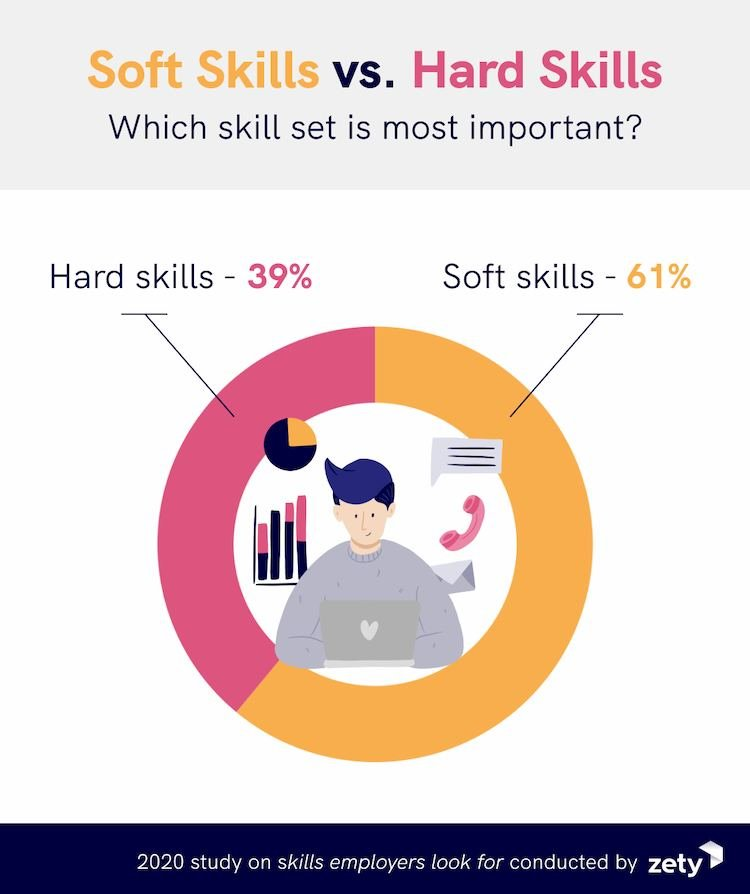 Soft Skills vs. Hard Skills
Which skill set is most important?
Hard skills - 39%
Soft skills - 61%
2020 study on skills employers look for conducted by zety